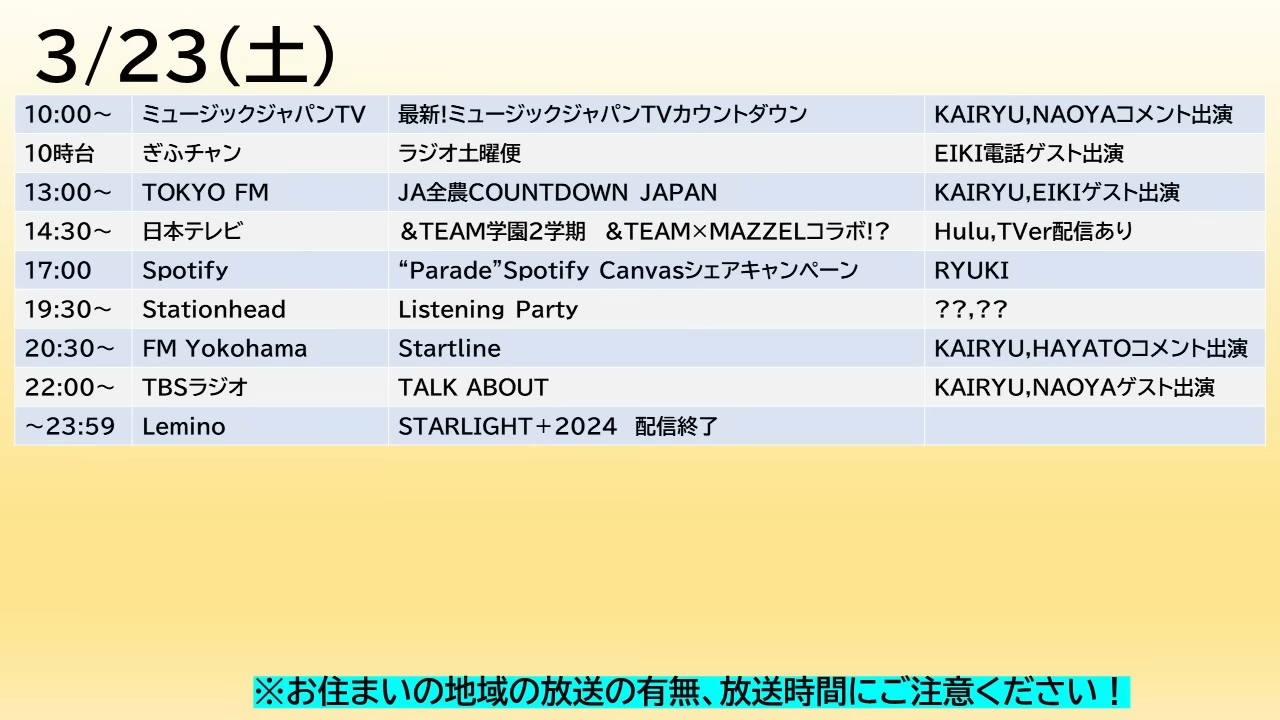 3/23(土)
10:00～ ミュージックジャパンTV 最新!ミュージックジャパンTVカウントダウン KAIRYU,NAOYAコメント出演
10時台 ぎふチャン ラジオ土曜便 EIKI電話ゲスト出演
13:00～ TOKYO FM JA全農COUNTDOWN JAPAN KAIRYU,EIKIゲスト出演
14:30～ 日本テレビ &TEAM学園2学期　&TEAM×MAZZELコラボ!? Hulu,TVer配信あり
17:00 Spotify “Parade”Spotify Canvasシェアキャンペーン RYUKI
19:30～ Stationhead Listening Party ??,??
20:30～ FM Yokohama Startline KAIRYU,HAYATOコメント出演
22:00～ TBSラジオ TALK ABOUT KAIRYU,NAOYAゲスト出演
～23:59 Lemino STARLIGHT＋2024　配信終了
※お住まいの地域の放送の有無、放送時間にご注意ください！